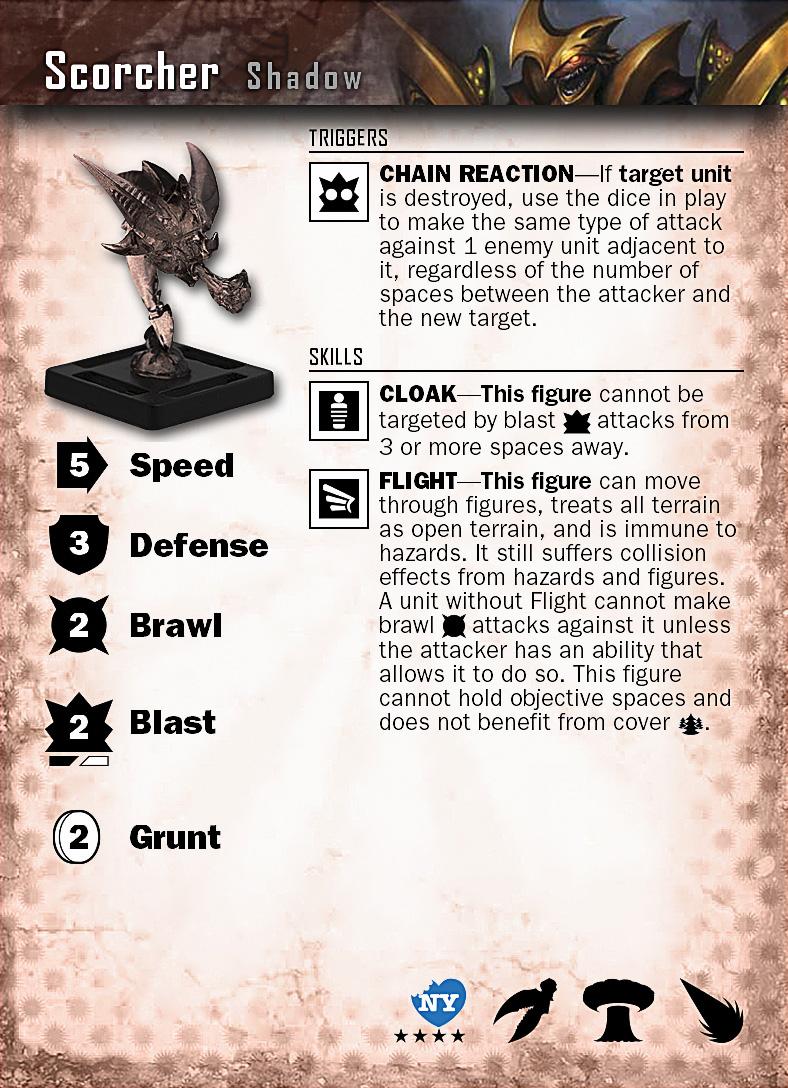 Scorcher Shadow
TRIGGERS
CHAIN REACTION—If target unit
is destroyed, use the dice in play
to make the same type of attack
against 1 enemy unit adjacent to
it, regardless of the number of
spaces between the attacker and
the new target.
SKILLS
CLOAK—This figure cannot be
targeted by blast attacks from
3 or more spaces away.
FLIGHT—This figure can move
through figures, treats all terrain
as open terrain, and is immune to
hazards. It still suffers collision
effects from hazards and figures.
A unit without Flight cannot make
brawl attacks against it unless
the attacker has an ability that
allows it to do so. This figure
cannot hold objective spaces and
does not benefit from cover .
5 Speed
3 Defense
2 Brawl
2 Blast
2 Grunt
NY